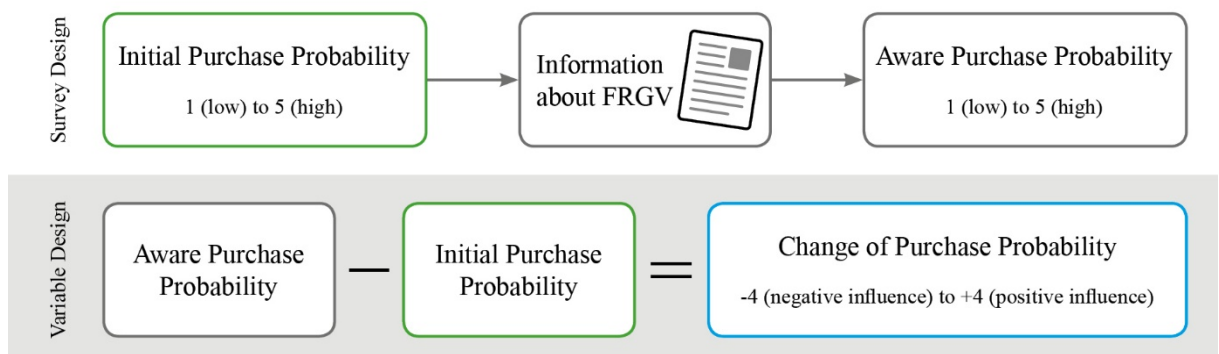 Survey Design
Initial Purchase Probability
1 (low) to 5 (high)
Information
about FRGV
Aware Purchase Probability
1 (low) to 5 (high)
Variable Design
Aware Purchase
Probability
−
Initial Purchase
Probability
=
Change of Purchase Probability
-4 (negative influence) to +4 (positive influence)